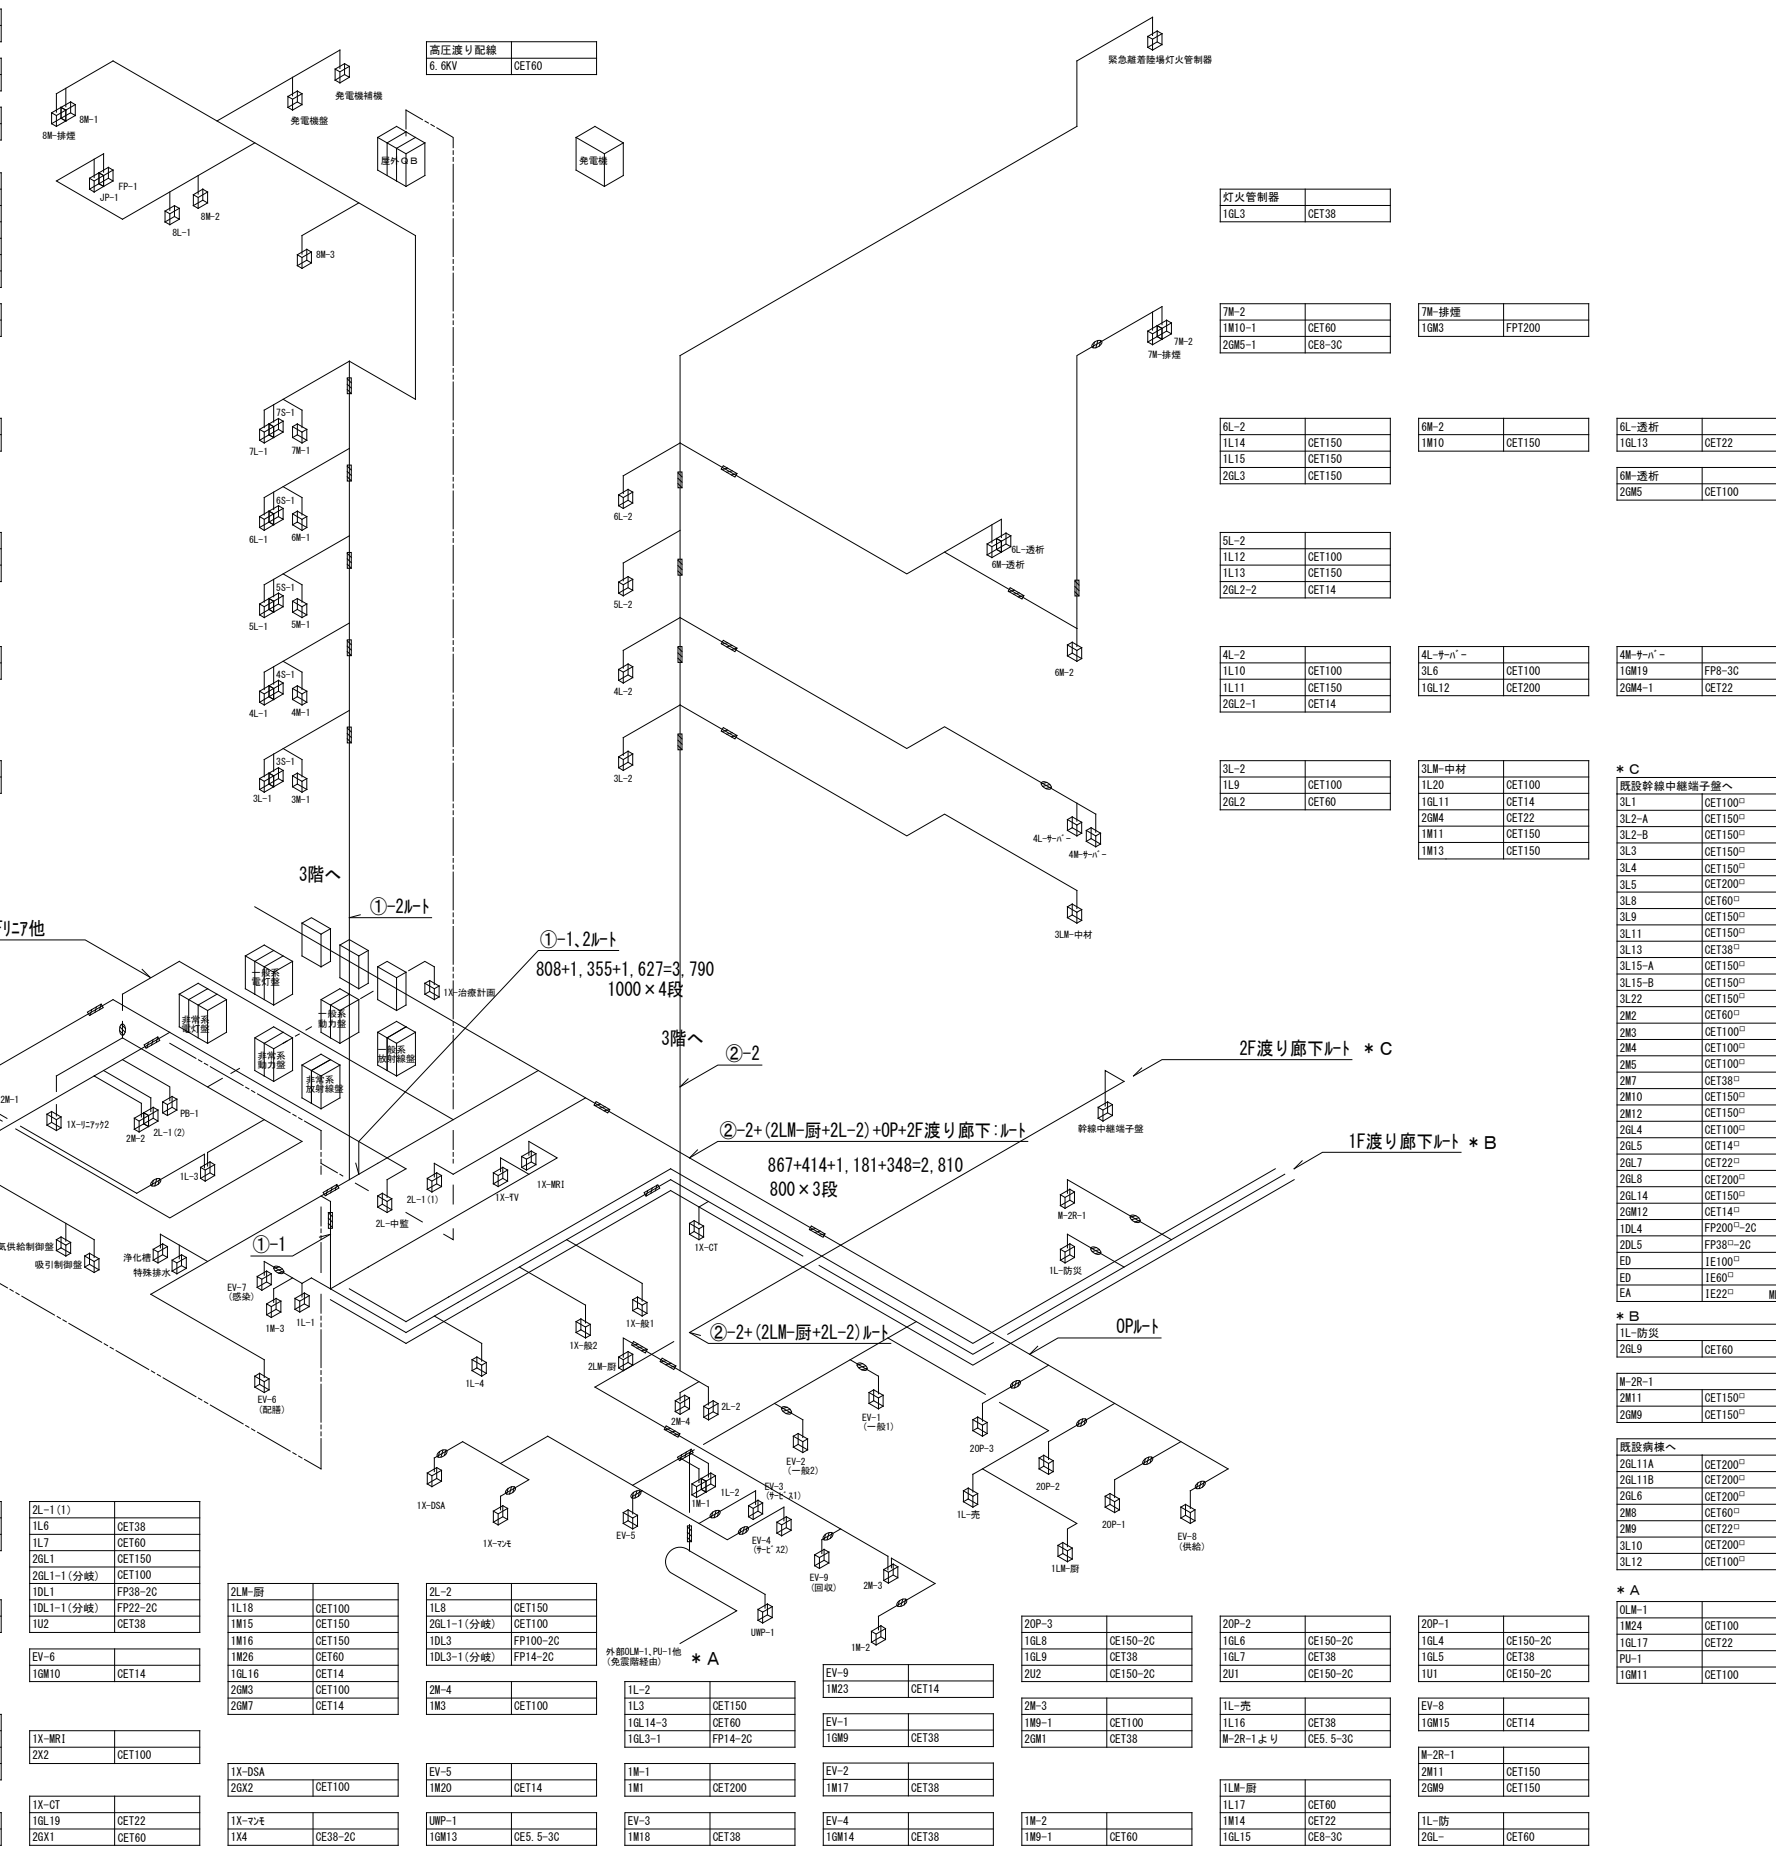 高圧渡り配線
6.6KV CET60
緊急離着陸場灯火管制器
発電機補機
発電機盤
8M-1
8M-排煙
屋外QB
発電機
FP-1
JP-1
8M-2
8L-1
8M-3
灯火管制器
1GL3 CET38
7M-2
1M10-1 CET60
2GM5-1 CE8-3C
7M-排煙
1GM3 FPT200
7M-2
7M-排煙
7S-1
7L-1 7M-1
6S-1
6L-1 6M-1
5S-1
5L-1 5M-1
4S-1
4L-1 4M-1
3S-1
3L-1 3M-1
6L-2
5L-2
4L-2
3L-2
6L-透析
6M-透析
6M-2
4L-サーバー
4M-サーバー
3LM-中材
6L-2
1L14 CET150
1L15 CET150
2GL3 CET150
6M-2
1M10 CET150
6L-透析
1GL13 CET22
6M-透析
2GM5 CET100
5L-2
1L12 CET100
1L13 CET150
2GL2-2 CET14
4L-2
1L10 CET100
1L11 CET150
2GL2-1 CET14
4L-サーバー
3L6 CET100
1GL12 CET200
4M-サーバー
1GM19 FP8-3C
2GM4-1 CET22
3L-2
1L9 CET100
2GL2 CET60
3LM-中材
1L20 CET100
1GL11 CET14
2GM4 CET22
1M11 CET150
1M13 CET150
* C
既設幹線中継端子盤へ
3L1 CET100□
3L2-A CET150□
3L2-B CET150□
3L3 CET150□
3L4 CET150□
3L5 CET200□
3L8 CET60□
3L9 CET150□
3L11 CET150□
3L13 CET38□
3L15-A CET150□
3L15-B CET150□
3L22 CET150□
2M2 CET60□
2M3 CET100□
2M4 CET100□
2M5 CET100□
2M7 CET38□
2M10 CET150□
2M12 CET150□
2GL4 CET100□
2GL5 CET14□
2GL7 CET22□
2GL8 CET200□
2GL14 CET150□
2GM12 CET14□
1DL4 FP200□-2C
2DL5 FP38□-2C
ED IE100□
ED IE60□
EA IE22□
* B
1L-防災
2GL9 CET60
M-2R-1
2M11 CET150□
2GM9 CET150□
既設病棟へ
2GL11A CET200□
2GL11B CET200□
2GL6 CET200□
2M8 CET60□
2M9 CET22□
3L10 CET200□
3L12 CET100□
* A
OLM-1
1M24 CET100
1GL17 CET22
PU-1
1GM11 CET100
3階へ
①-2ルート
リニア他
①-1､2ルート
808+1,355+1,627=3,790
1000×4段
一般系
電灯盤
非常系
電灯盤
一般系
動力盤
非常系
動力盤
一般系
放射線盤
非常系
放射線盤
1X-治療計画
3階へ
②-2
2F渡り廊下ルート * C
幹線中継端子盤
②-2+(2LM-厨+2L-2)+OP+2F渡り廊下:ルート
867+414+1,181+348=2,810
800×3段
1F渡り廊下ルート * B
2M-1
1X-リニアック2
2M-2
2L-1(2)
PB-1
1L-3
2L-1(1)
1X-TV
1X-MRI
2L-中監
①-1
気供給制御盤
吸引制御盤
浄化槽
特殊排水
EV-7
(感染)
1M-3
1L-1
EV-6
(配膳)
1X-CT
M-2R-1
1L-防災
1X-般1
1X-般2
1L-4
②-2+(2LM-厨+2L-2)ルート
OPルート
2LM-厨
2M-4
2L-2
EV-1
(一般1)
EV-2
(一般2)
EV-3
(サービス1)
EV-4
(サービス2)
1X-DSA
1X-マンモ
EV-5
1M-1
1L-2
EV-9
(回収)
2M-3
1M-2
UWP-1
外部OLM-1,PU-1他
(免震階経由) * A
2OP-3
2OP-2
2OP-1
EV-8
(供給)
1L-売
1LM-厨
2L-1(1)
1L6 CET38
1L7 CET60
2GL1 CET150
2GL1-1(分岐) CET100
1DL1 FP38-2C
1DL1-1(分岐) FP22-2C
1U2 CET38
EV-6
1GM10 CET14
1X-MRI
2X2 CET100
1X-CT
1GL19 CET22
2GX1 CET60
2LM-厨
1L18 CET100
1M15 CET150
1M16 CET150
1M26 CET60
1GL16 CET14
2GM3 CET100
2GM7 CET14
1X-DSA
2GX2 CET100
1X-マンモ
1X4 CE38-2C
2L-2
1L8 CET150
2GL1-1(分岐) CET100
1DL3 FP100-2C
1DL3-1(分岐) FP14-2C
2M-4
1M3 CET100
EV-5
1M20 CET14
UWP-1
1GM13 CE5.5-3C
1L-2
1L3 CET150
1GL14-3 CET60
1GL3-1 FP14-2C
1M-1
1M1 CET200
EV-3
1M18 CET38
EV-9
1M23 CET14
EV-1
1GM9 CET38
EV-2
1M17 CET38
EV-4
1GM14 CET38
2OP-3
1GL8 CE150-2C
1GL9 CET38
2U2 CE150-2C
2M-3
1M9-1 CET100
2GM1 CET38
1M-2
1M9-1 CET60
2OP-2
1GL6 CE150-2C
1GL7 CET38
2U1 CE150-2C
1L-売
1L16 CET38
M-2R-1より CE5.5-3C
1LM-厨
1L17 CET60
1M14 CET22
1GL15 CE8-3C
2OP-1
1GL4 CE150-2C
1GL5 CET38
1U1 CE150-2C
EV-8
1GM15 CET14
M-2R-1
2M11 CET150
2GM9 CET150
1L-防
2GL- CET60